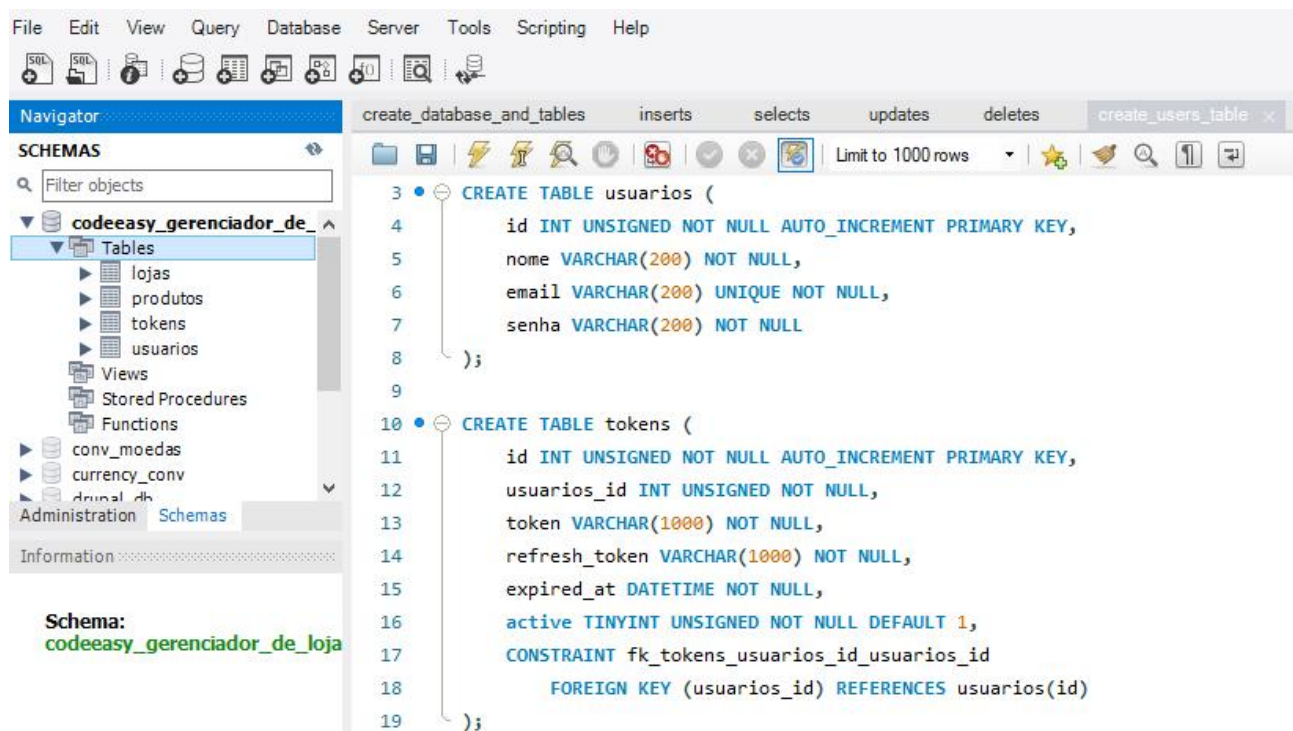 File Edit View Query Database Server Tools Scripting Help
SQL SQL
Navigator
SCHEMAS
Filter objects
codeeasy_gerenciador_de_
Tables
lojas
produtos
tokens
usuarios
Views
Stored Procedures
Functions
conv_moedas
currency_conv
drupal_db
Administration Schemas
Information
Schema:
codeeasy_gerenciador_de_loja
create_database_and_tables inserts selects updates deletes create_users_table
Limit to 1000 rows
3 CREATE TABLE usuarios (
4 id INT UNSIGNED NOT NULL AUTO_INCREMENT PRIMARY KEY,
5 nome VARCHAR(200) NOT NULL,
6 email VARCHAR(200) UNIQUE NOT NULL,
7 senha VARCHAR(200) NOT NULL
8 );
9
10 CREATE TABLE tokens (
11 id INT UNSIGNED NOT NULL AUTO_INCREMENT PRIMARY KEY,
12 usuarios_id INT UNSIGNED NOT NULL,
13 token VARCHAR(1000) NOT NULL,
14 refresh_token VARCHAR(1000) NOT NULL,
15 expired_at DATETIME NOT NULL,
16 active TINYINT UNSIGNED NOT NULL DEFAULT 1,
17 CONSTRAINT fk_tokens_usuarios_id_usuarios_id
18 FOREIGN KEY (usuarios_id) REFERENCES usuarios(id)
19 );